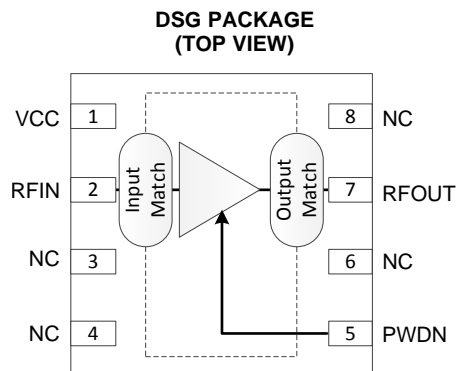 DSG PACKAGE
(TOP VIEW)
VCC 1 8 NC
RFIN 2 Input Match Output Match 7 RFOUT
NC 3 6 NC
NC 4 5 PWDN